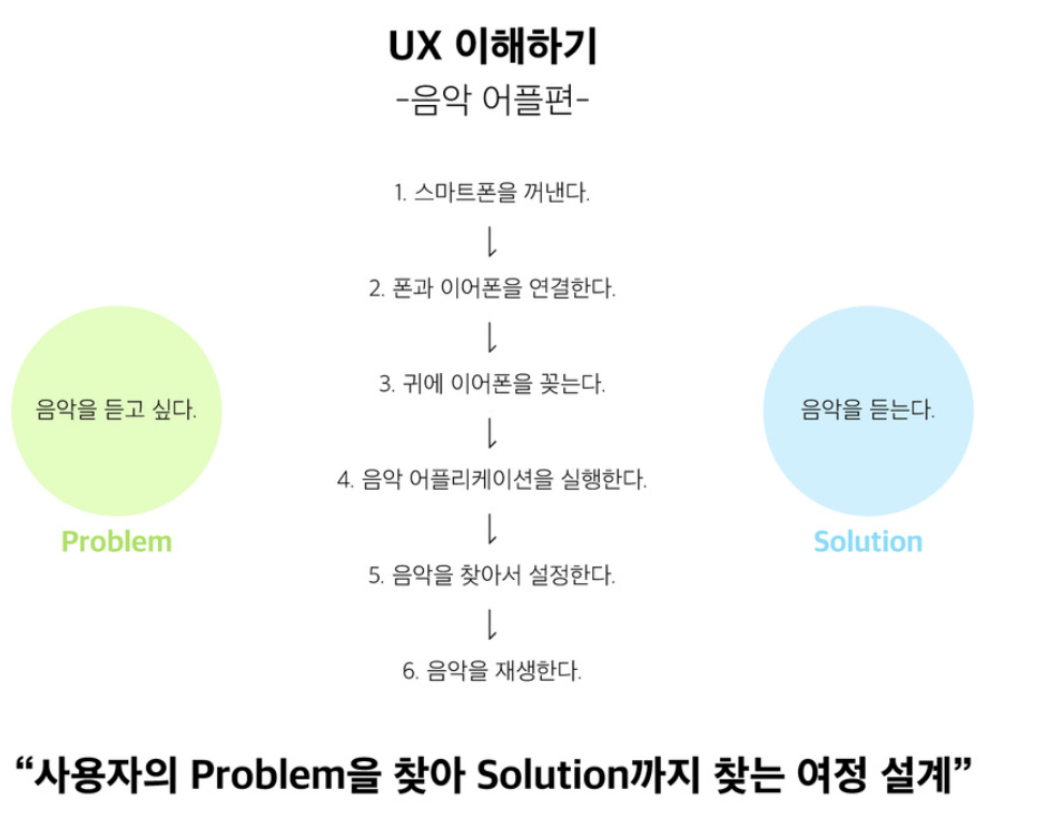 UX 이해하기
-음악 어플편-
1. 스마트폰을 꺼낸다.
2. 폰과 이어폰을 연결한다.
3. 귀에 이어폰을 꽂는다.
음악을 듣고 싶다.
음악을 듣는다.
4. 음악 어플리케이션을 실행한다.
Problem
Solution
5. 음악을 찾아서 설정한다.
6. 음악을 재생한다.
“사용자의 Problem을 찾아 Solution까지 찾는 여정 설계”